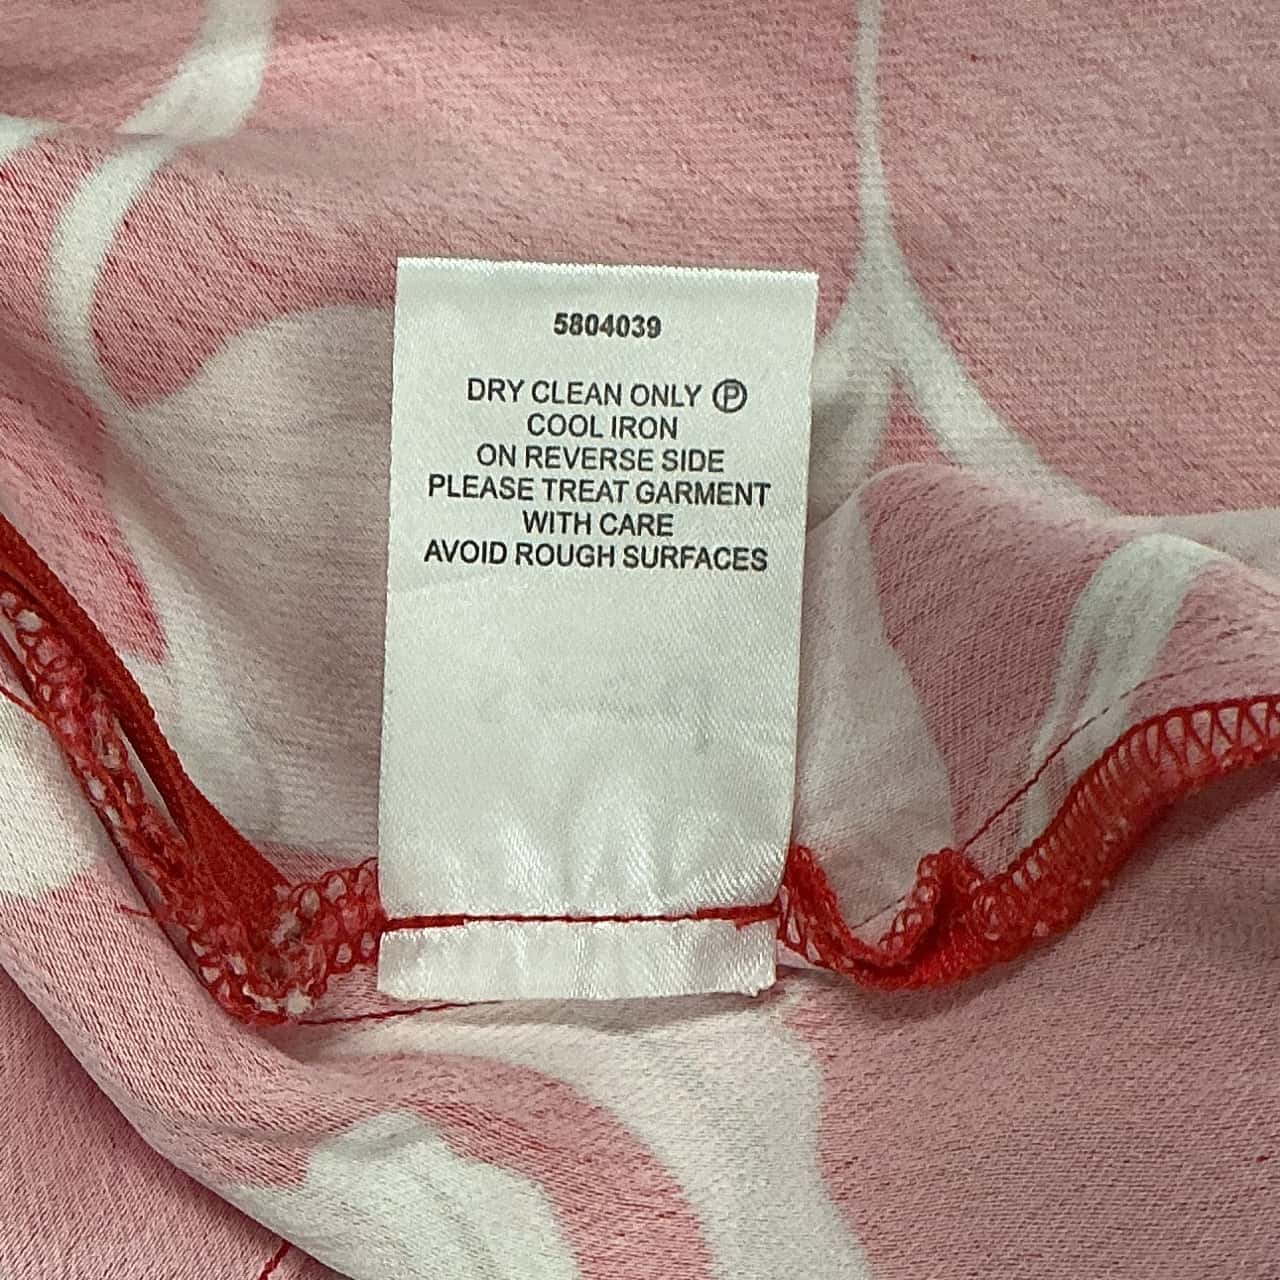 5804039
DRY CLEAN ONLY Ⓟ
COOL IRON
ON REVERSE SIDE
PLEASE TREAT GARMENT
WITH CARE
AVOID ROUGH SURFACES